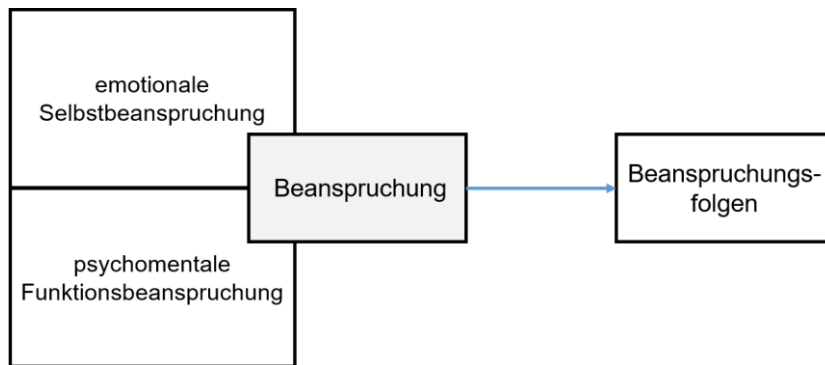 emotionale
Selbstbeanspruchung
Beanspruchung
Beanspruchungs-
folgen
psychomentale
Funktionsbeanspruchung